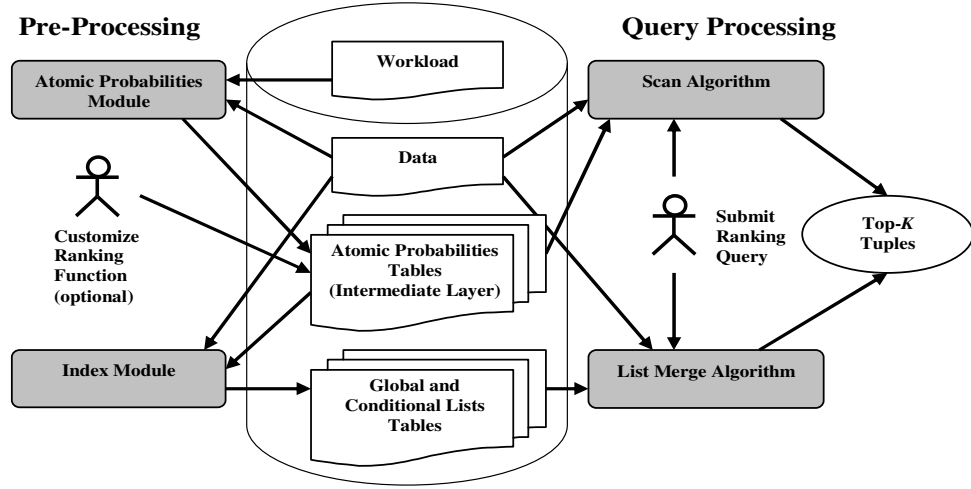 Pre-Processing
Query Processing
Workload
Atomic Probabilities
Module
Scan Algorithm
Data
Customize
Ranking
Function
(optional)
Atomic Probabilities
Tables
(Intermediate Layer)
Submit
Ranking
Query
Top-K
Tuples
Index Module
Global and
Conditional Lists
Tables
List Merge Algorithm